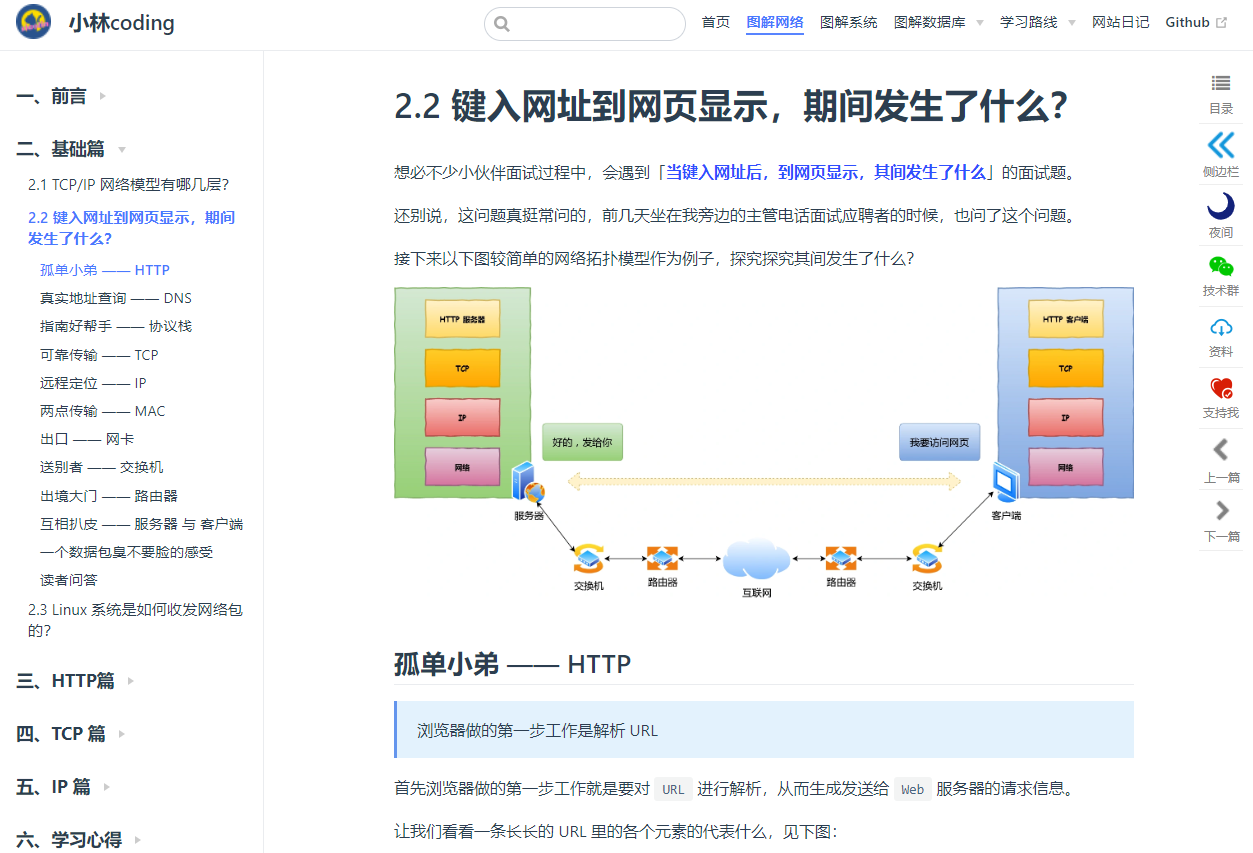 小林coding
首页 图解网络 图解系统 图解数据库 学习路线 网站日记 Github
一、前言
二、基础篇
2.1 TCP/IP 网络模型有哪几层？
2.2 键入网址到网页显示，期间
发生了什么？
孤单小弟 —— HTTP
真实地址查询 —— DNS
指南好帮手 —— 协议栈
可靠传输 —— TCP
远程定位 —— IP
两点传输 —— MAC
出口 —— 网卡
送别者 —— 交换机
出境大门 —— 路由器
互相扒皮 —— 服务器 与 客户端
一个数据包臭不要脸的感受
读者问答
2.3 Linux 系统是如何收发网络包
的？
三、HTTP篇
四、TCP 篇
五、IP 篇
六、学习心得
2.2 键入网址到网页显示，期间发生了什么？
想必不少小伙伴面试过程中，会遇到「当键入网址后，到网页显示，其间发生了什么」的面试题。
还别说，这问题真挺常问的，前几天坐在我旁边的主管电话面试应聘者的时候，也问了这个问题。
接下来以下图较简单的网络拓扑模型作为例子，探究探究其间发生了什么？
HTTP 服务器
TCP
IP
网络
好的，发给你
服务器
HTTP 客户端
TCP
IP
网络
我要访问网页
客户端
交换机
路由器
互联网
路由器
交换机
孤单小弟 —— HTTP
浏览器做的第一步工作是解析 URL
首先浏览器做的第一步工作就是要对 URL 进行解析，从而生成发送给 Web 服务器的请求信息。
让我们看看一条长长的 URL 里的各个元素的代表什么，见下图：
目录
侧边栏
夜间
技术群
资料
支持我
上一篇
下一篇